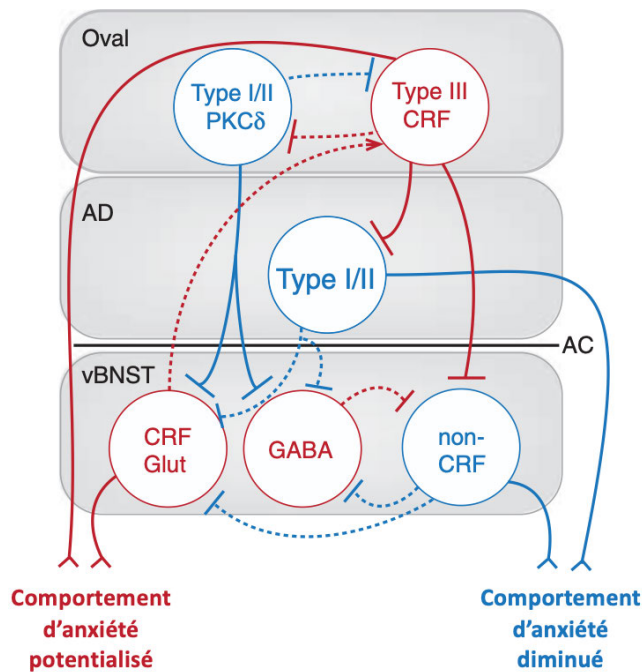 Oval
Type I/II
PKCδ
Type III
CRF
AD
Type I/II
AC
vBNST
CRF
Glut
GABA
non-
CRF
Comportement
d'anxiété
potentialisé
Comportement
d'anxiété
diminué